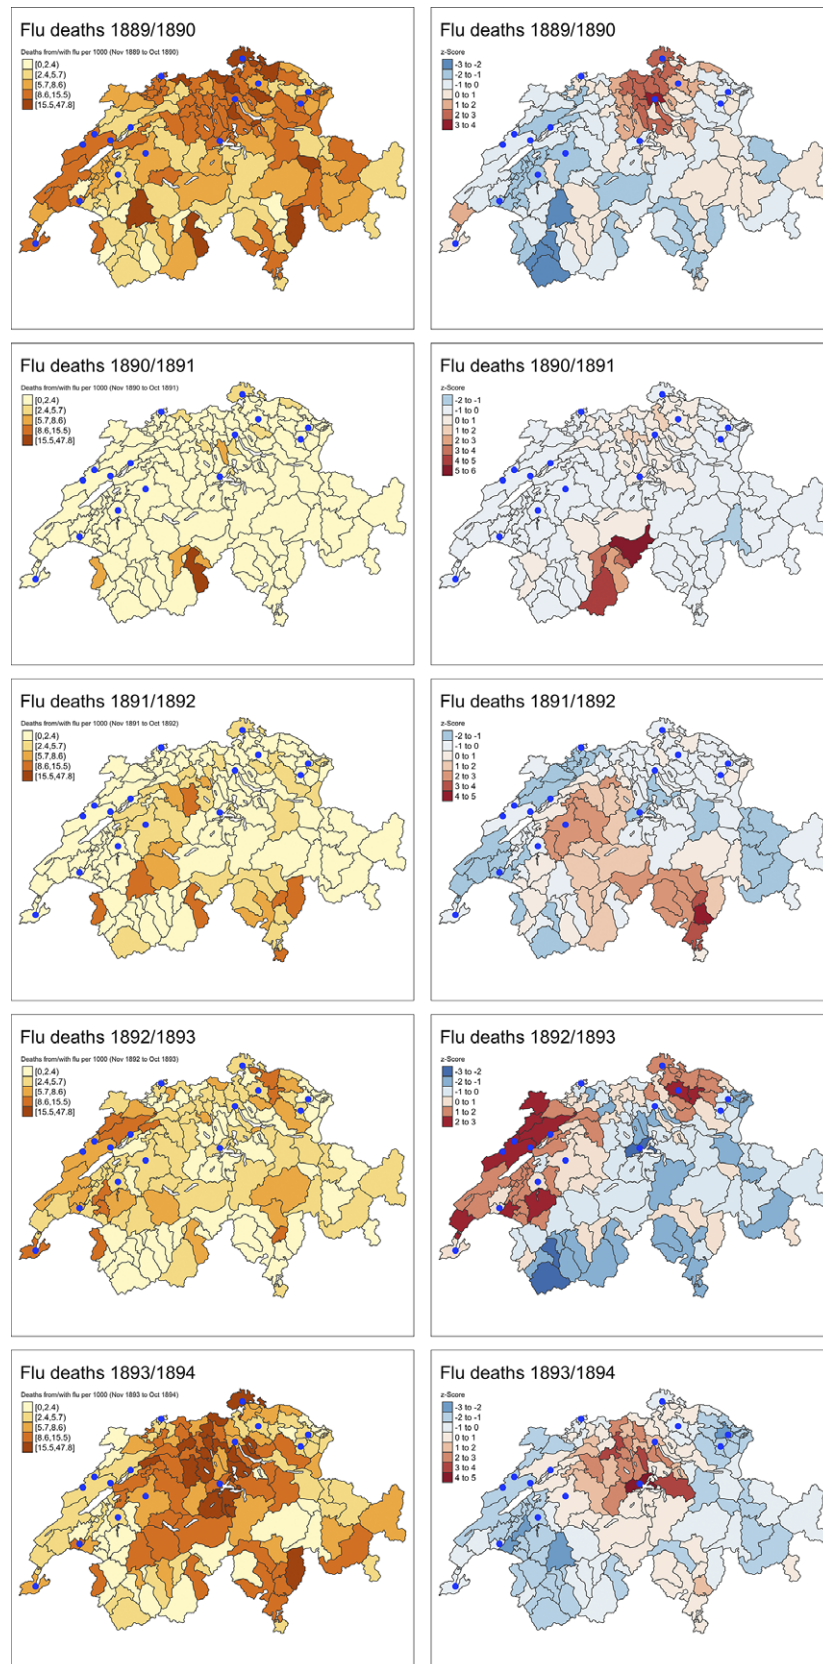 Flu deaths 1889/1890
Deaths from/with flu per 1000 (Nov 1889 to Oct 1890)
[0,2.4)
[2.4,5.7)
[5.7,8.6)
[8.6,15.5)
[15.5,47.8]
Flu deaths 1889/1890
z-Score
-3 to -2
-2 to -1
-1 to 0
0 to 1
1 to 2
2 to 3
3 to 4
Flu deaths 1890/1891
Deaths from/with flu per 1000 (Nov 1890 to Oct 1891)
[0,2.4)
[2.4,5.7)
[5.7,8.6)
[8.6,15.5)
[15.5,47.8]
Flu deaths 1890/1891
z-Score
-2 to -1
-1 to 0
0 to 1
1 to 2
2 to 3
3 to 4
4 to 5
5 to 6
Flu deaths 1891/1892
Deaths from/with flu per 1000 (Nov 1891 to Oct 1892)
[0,2.4)
[2.4,5.7)
[5.7,8.6)
[8.6,15.5)
[15.5,47.8]
Flu deaths 1891/1892
z-Score
-2 to -1
-1 to 0
0 to 1
1 to 2
2 to 3
3 to 4
4 to 5
Flu deaths 1892/1893
Deaths from/with flu per 1000 (Nov 1892 to Oct 1893)
[0,2.4)
[2.4,5.7)
[5.7,8.6)
[8.6,15.5)
[15.5,47.8]
Flu deaths 1892/1893
z-Score
-3 to -2
-2 to -1
-1 to 0
0 to 1
1 to 2
2 to 3
Flu deaths 1893/1894
Deaths from/with flu per 1000 (Nov 1893 to Oct 1894)
[0,2.4)
[2.4,5.7)
[5.7,8.6)
[8.6,15.5)
[15.5,47.8]
Flu deaths 1893/1894
z-Score
-3 to -2
-2 to -1
-1 to 0
0 to 1
1 to 2
2 to 3
3 to 4
4 to 5